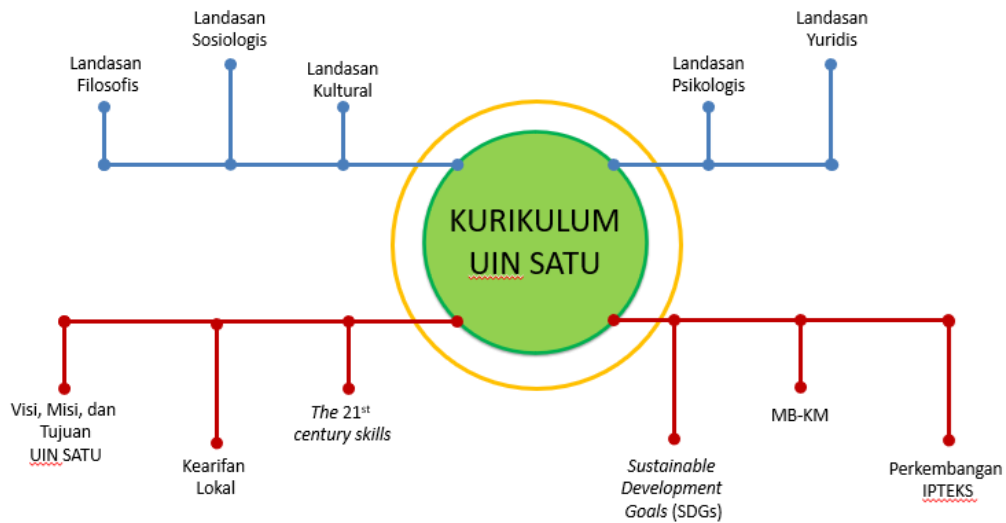 Landasan
Filosofis
Landasan
Sosiologis
Landasan
Kultural
Landasan
Psikologis
Landasan
Yuridis
KURIKULUM
UIN SATU
Visi, Misi, dan
Tujuan
UIN SATU
Kearifan
Lokal
The 21st
century skills
Sustainable
Development
Goals (SDGs)
MB-KM
Perkembangan
IPTEKS